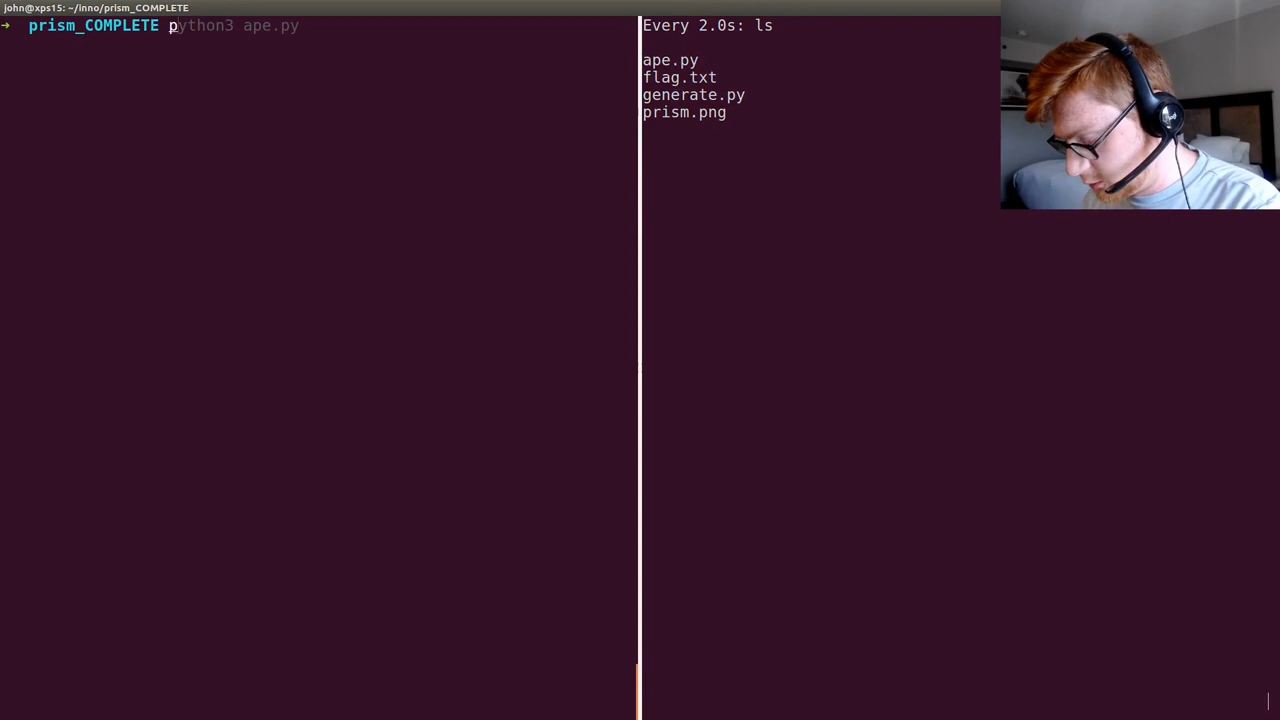 john@xps15: ~/inno/prism_COMPLETE
➜ prism_COMPLETE python3 ape.py
Every 2.0s: ls
ape.py
flag.txt
generate.py
prism.png